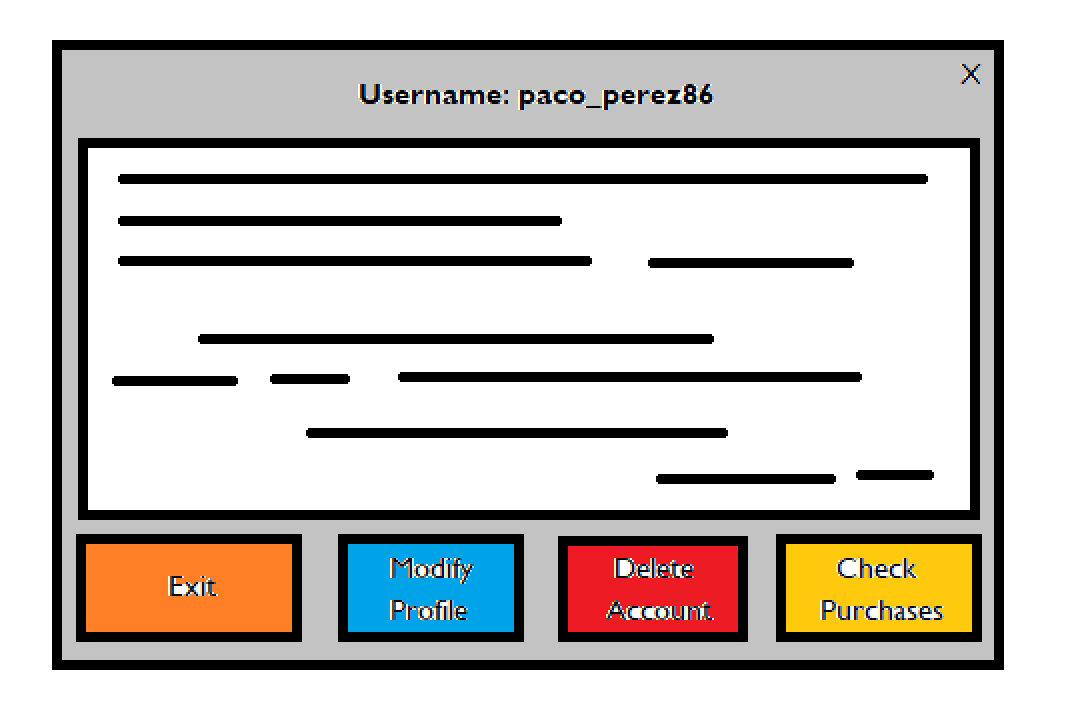 X
Username: paco_perez86
Exit
Modify
Profile
Delete
Account
Check
Purchases